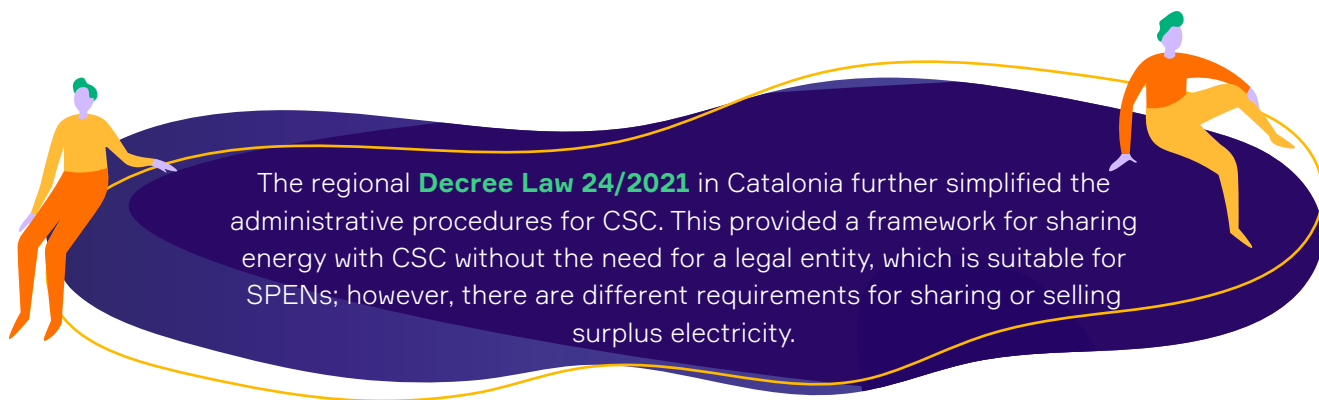 The regional Decree Law 24/2021 in Catalonia further simplified the
administrative procedures for CSC. This provided a framework for sharing
energy with CSC without the need for a legal entity, which is suitable for
SPENs; however, there are different requirements for sharing or selling
surplus electricity.